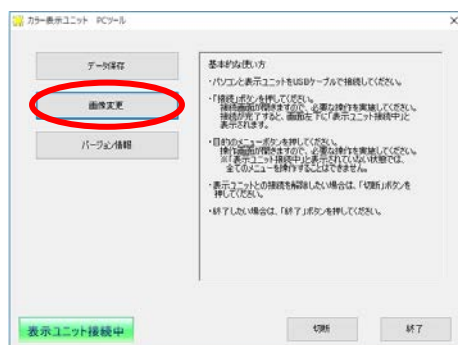 カラー表示ユニット PCツール
データ保存
画像変更
バージョン情報
基本的な使い方
・パソコンと表示ユニットをUSBケーブルで接続してください。
・「接続」ボタンを押してください。
接続画面が開きますので、必要な操作を実施してください。
接続が完了すると、画面左下に「表示ユニット接続中」と
表示されます。
・目的のメニューボタンを押してください。
操作画面が開きますので、必要な操作を実施してください。
※「表示ユニット接続中」と表示されていない状態では、
全てのメニューを操作することはできません。
・表示ユニットとの接続を解除したい場合は、「切断」ボタンを
押してください。
・終了したい場合は、「終了」ボタンを押してください。
表示ユニット接続中
切断
終了